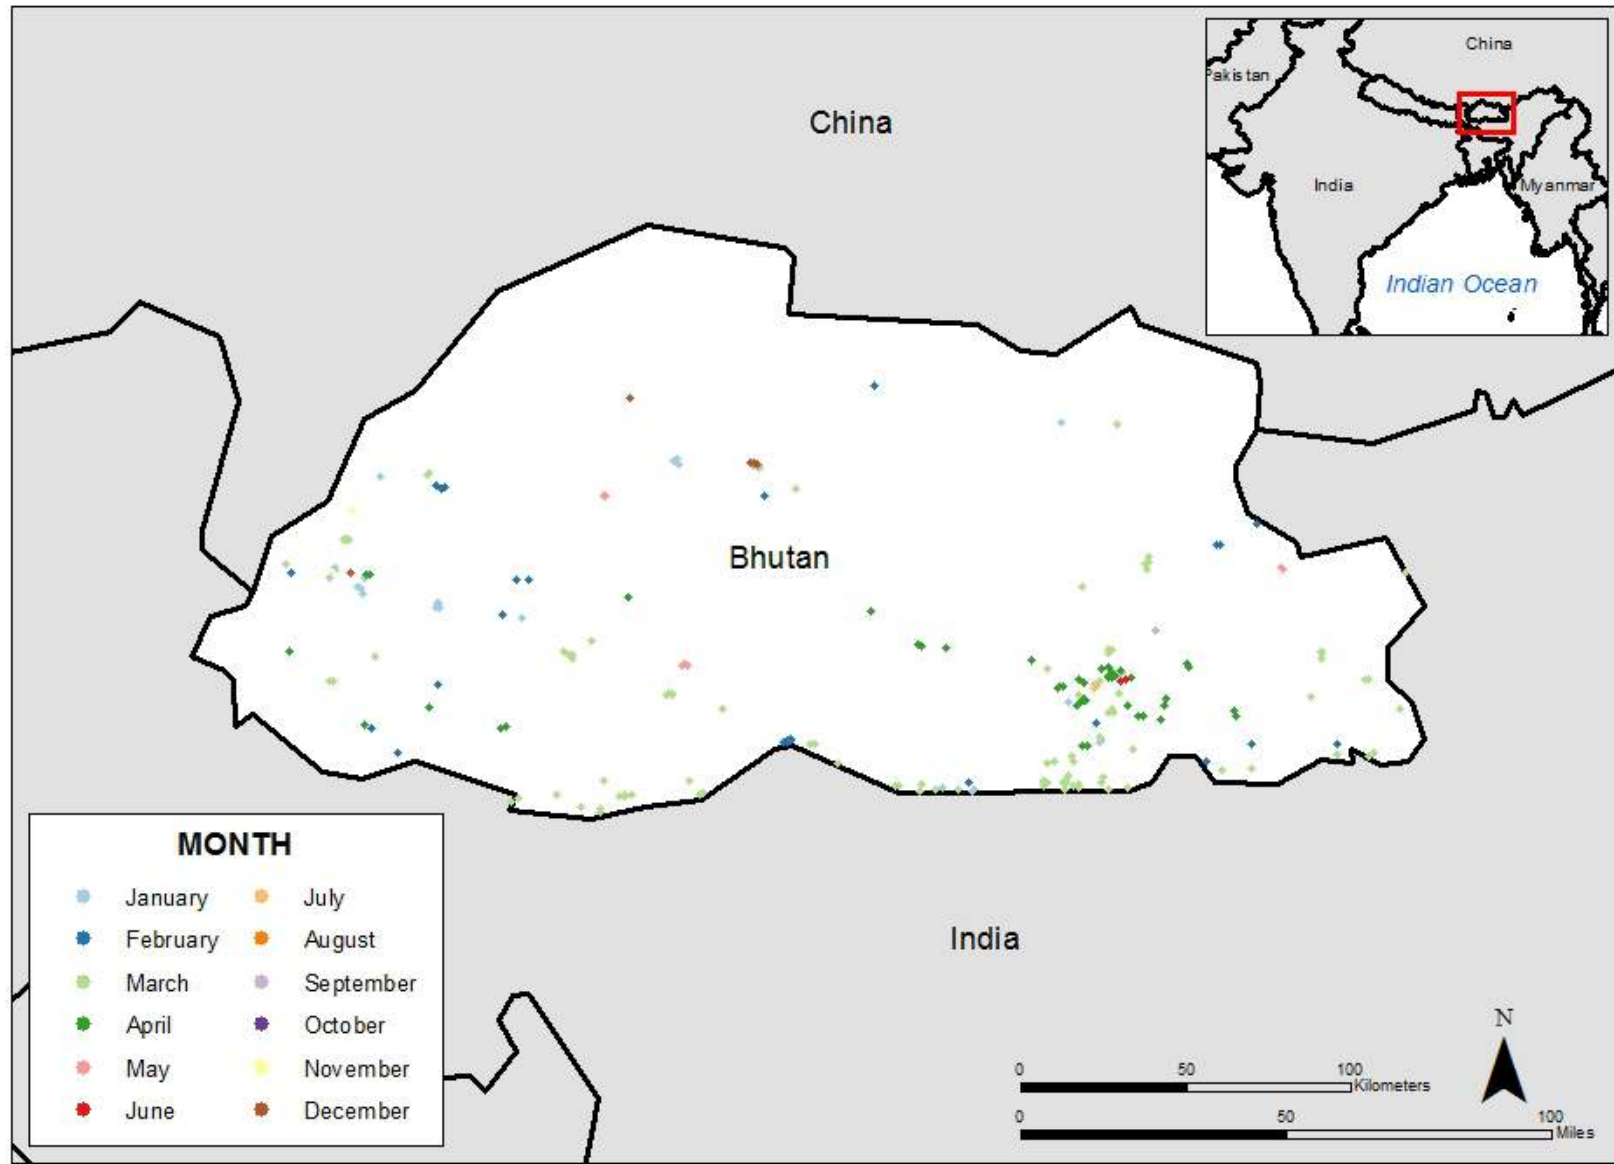 China
China
Pakistan
India
Myanmar
Indian Ocean
Bhutan
India
MONTH
January
July
February
August
March
September
April
October
May
November
June
December
N
0 50 100
Kilometers
0 50 100
Miles